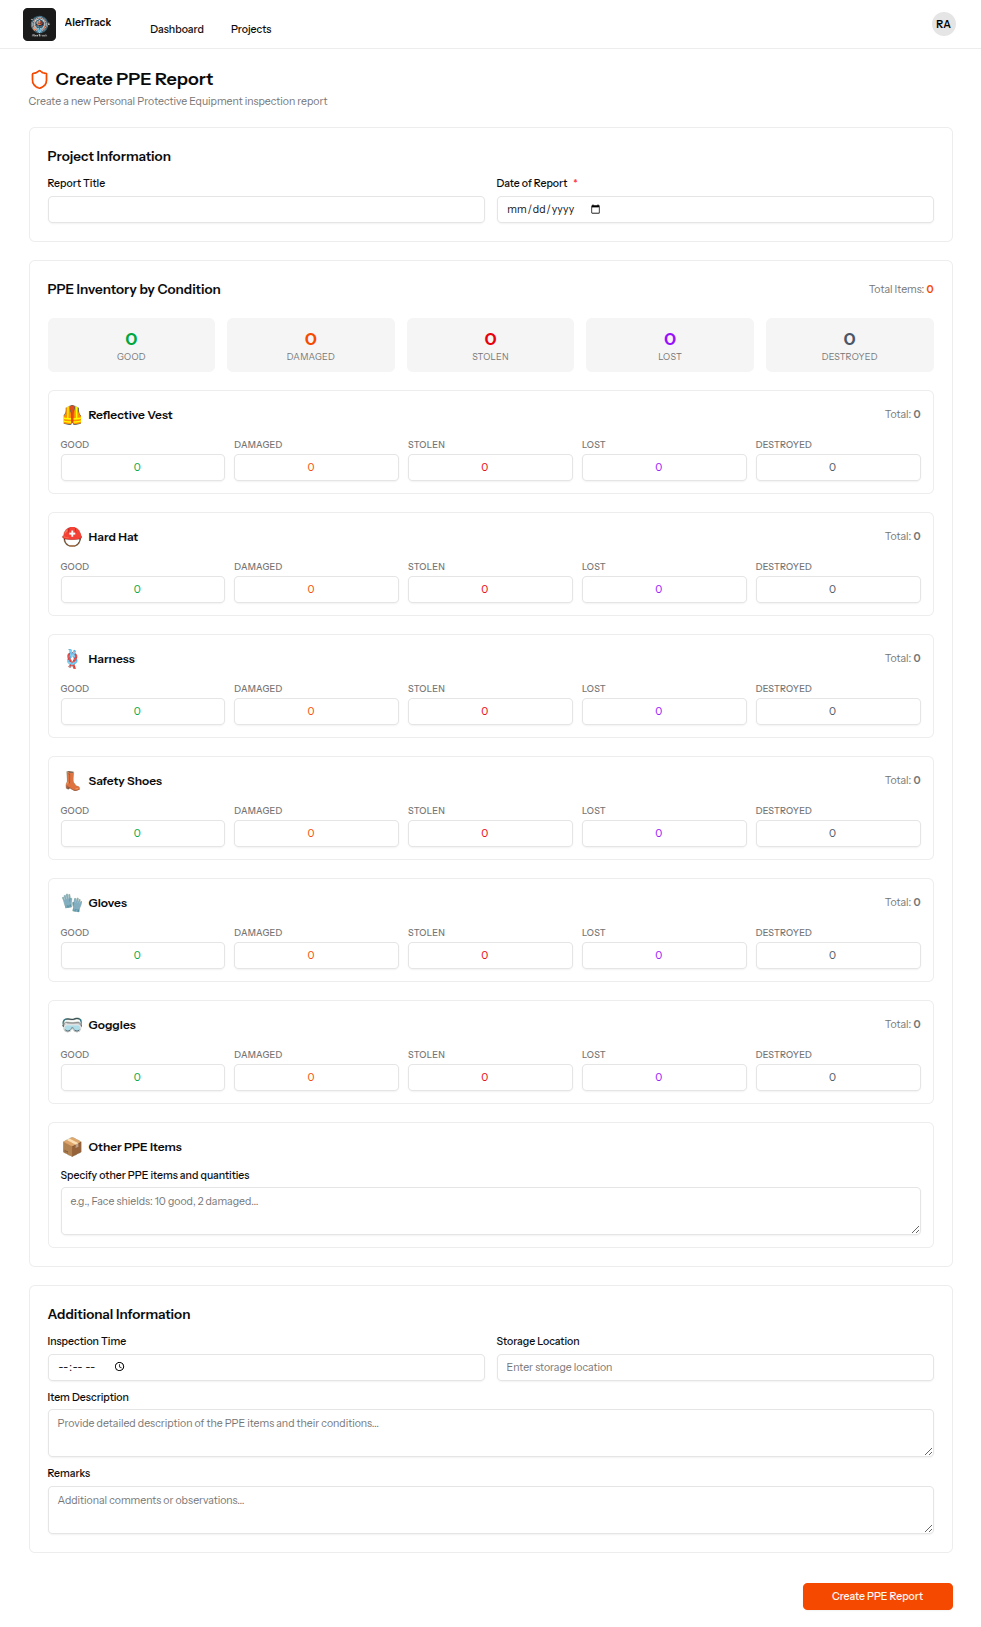 AlerTrack
Dashboard Projects
RA
Create PPE Report
Create a new Personal Protective Equipment inspection report
Project Information
Report Title
Date of Report *
mm/dd/yyyy
PPE Inventory by Condition
Total Items: 0
0 0 0 0 0
GOOD DAMAGED STOLEN LOST DESTROYED
Reflective Vest
Total: 0
GOOD DAMAGED STOLEN LOST DESTROYED
0 0 0 0 0
Hard Hat
Total: 0
GOOD DAMAGED STOLEN LOST DESTROYED
0 0 0 0 0
Harness
Total: 0
GOOD DAMAGED STOLEN LOST DESTROYED
0 0 0 0 0
Safety Shoes
Total: 0
GOOD DAMAGED STOLEN LOST DESTROYED
0 0 0 0 0
Gloves
Total: 0
GOOD DAMAGED STOLEN LOST DESTROYED
0 0 0 0 0
Goggles
Total: 0
GOOD DAMAGED STOLEN LOST DESTROYED
0 0 0 0 0
Other PPE Items
Specify other PPE items and quantities
e.g., Face shields: 10 good, 2 damaged...
Additional Information
Inspection Time
--:-- --
Storage Location
Enter storage location
Item Description
Provide detailed description of the PPE items and their conditions...
Remarks
Additional comments or observations...
Create PPE Report